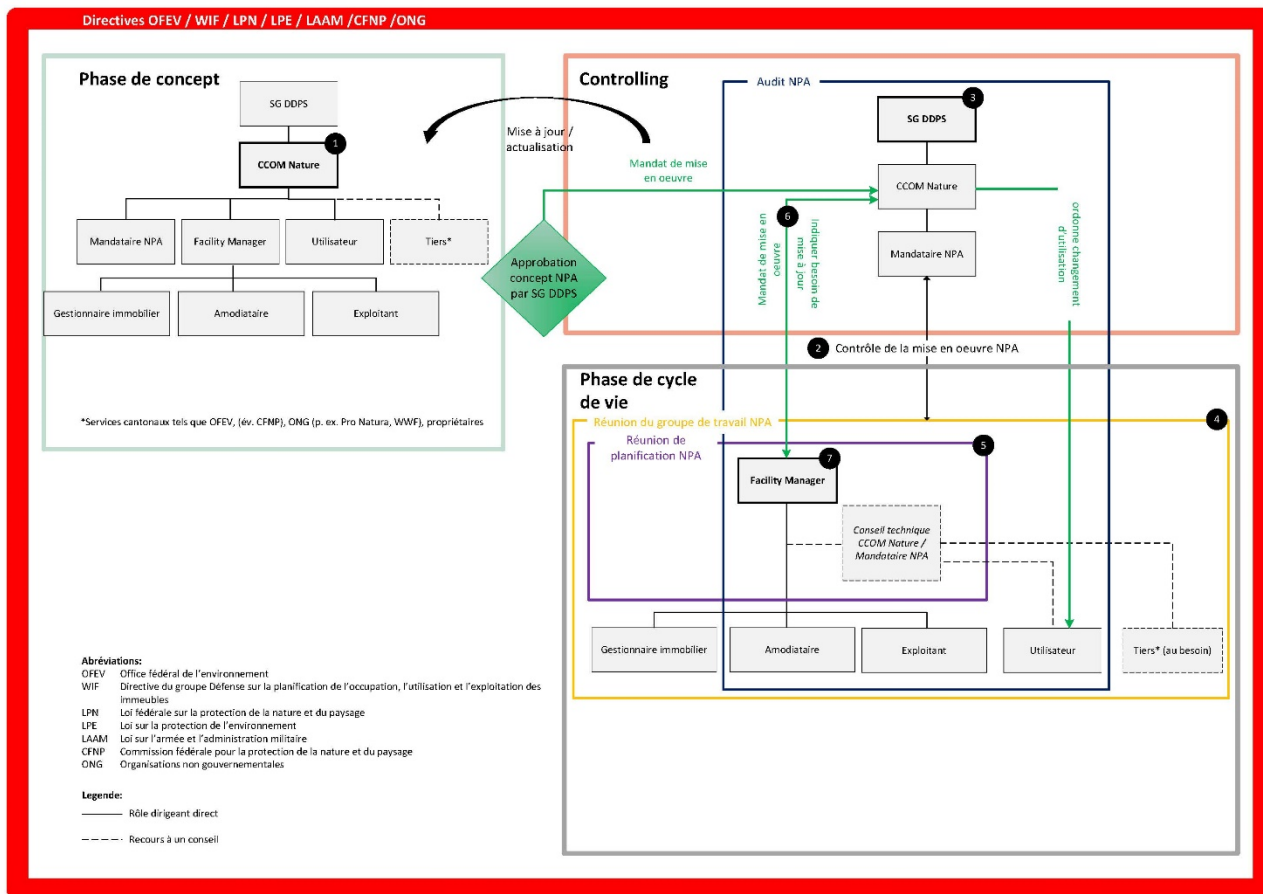 Directives OFEV / WIF / LPN / LPE / LAAM /CFNP /ONG
Phase de concept
SG DDPS
1
CCOM Nature
Mandataire NPA
Facility Manager
Utilisateur
Tiers*
Gestionnaire immobilier
Amodiataire
Exploitant
*Services cantonaux tels que OFEV, (év. CFNP), ONG (p. ex. Pro Natura, WWF), propriétaires
Mise à jour /
actualisation
Approbation
concept NPA
par SG DDPS
Controlling
Audit NPA
3
SG DDPS
Mandat de mise
en oeuvre
CCOM Nature
6
Mandat de mise en
oeuvre
Indiquer besoin de
mise à jour
ordonne changement
d'utilisation
Mandataire NPA
2
Contrôle de la mise en oeuvre NPA
Phase de cycle
de vie
Réunion du groupe de travail NPA
4
Réunion de
planification NPA
5
7
Facility Manager
Conseil technique
CCOM Nature /
Mandataire NPA
Gestionnaire immobilier
Amodiataire
Exploitant
Utilisateur
Tiers* (au besoin)
Abréviations:
OFEV Office fédéral de l'environnement
WIF Directive du groupe Défense sur la planification de l'occupation, l'utilisation et l'exploitation des
immeubles
LPN Loi fédérale sur la protection de la nature et du paysage
LPE Loi sur la protection de l'environnement
LAAM Loi sur l'armée et l'administration militaire
CFNP Commission fédérale pour la protection de la nature et du paysage
ONG Organisations non gouvernementales
Legende:
Rôle dirigeant direct
Recours à un conseil